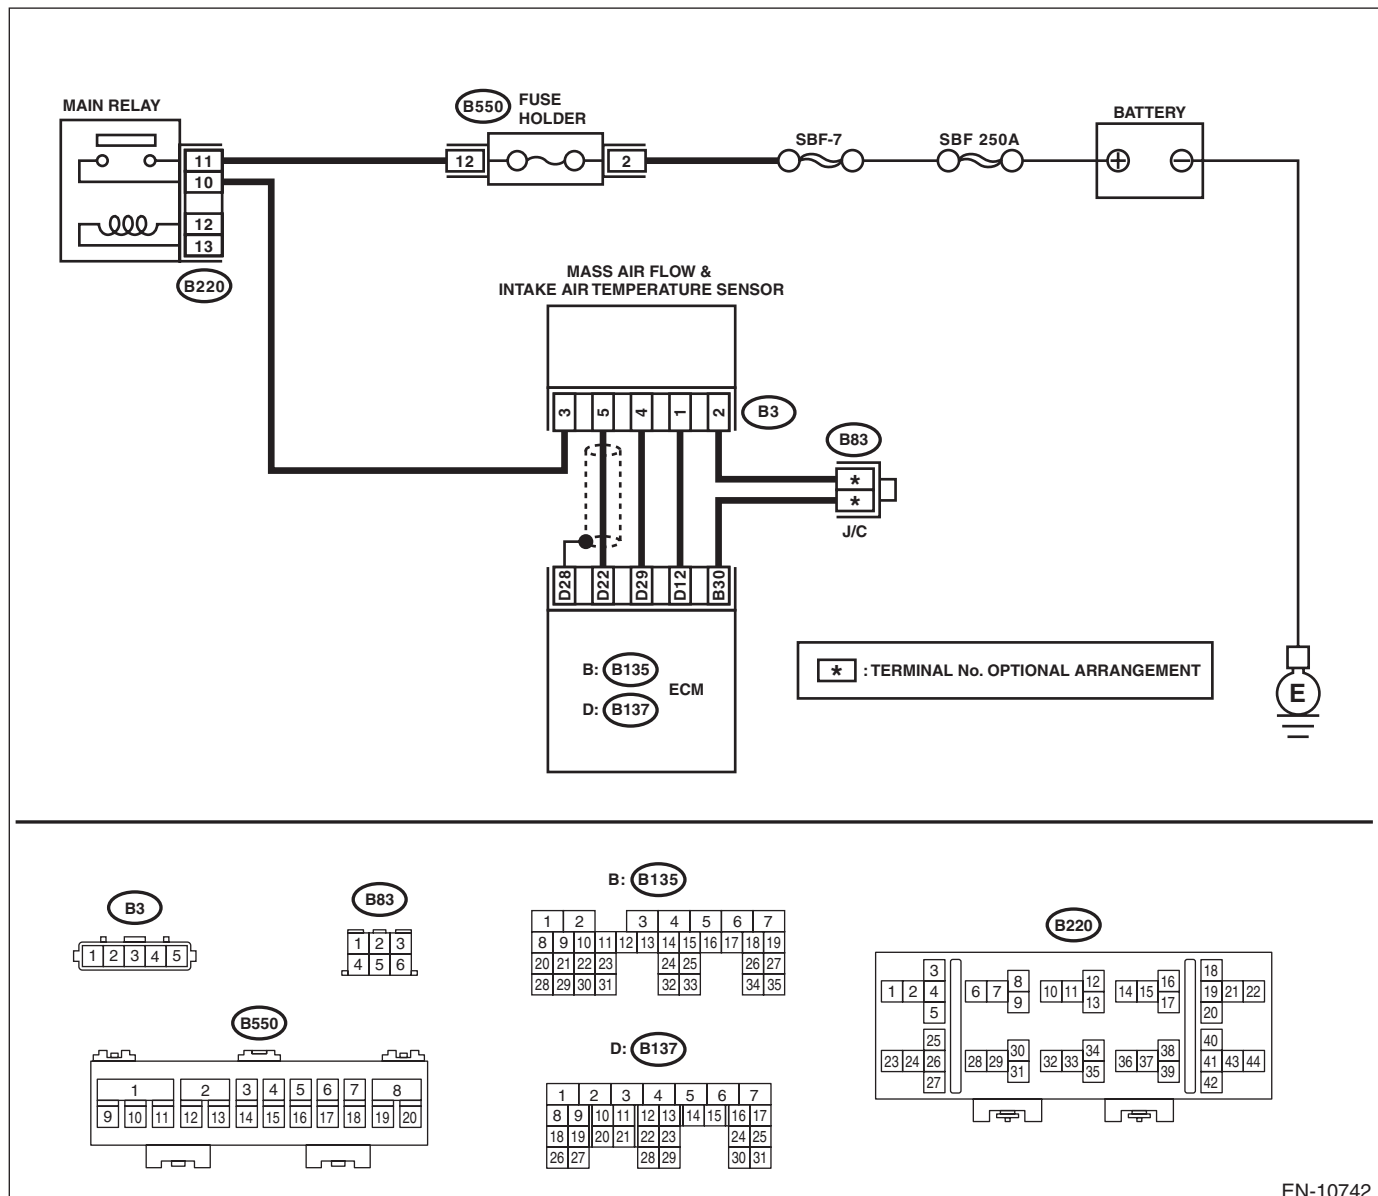 MAIN RELAY
B550 FUSE HOLDER
SBF-7
SBF 250A
BATTERY
11
10
12
13
12
2
+
−
B220
MASS AIR FLOW &
INTAKE AIR TEMPERATURE SENSOR
3 5 4 1 2
B3
B83
*
*
J/C
D28 D22 D29 D12 B30
B: B135
ECM
D: B137
* : TERMINAL No. OPTIONAL ARRANGEMENT
E
B3
1 2 3 4 5
B83
1 2 3
4 5 6
B: B135
1 2 3 4 5 6 7
8 9 10 11 12 13 14 15 16 17 18 19
20 21 22 23 24 25 26 27
28 29 30 31 32 33 34 35
B550
1 2 3 4 5 6 7 8
9 10 11 12 13 14 15 16 17 18 19 20
D: B137
1 2 3 4 5 6 7
8 9 10 11 12 13 14 15 16 17
18 19 20 21 22 23 24 25
26 27 28 29 30 31
B220
3 8 12 16 18
1 2 4 6 7 10 11 14 15 19 21 22
5 9 13 17 20
25 30 34 38 40
23 24 26 28 29 32 33 36 37 41 43 44
27 31 35 39 42
EN-10742